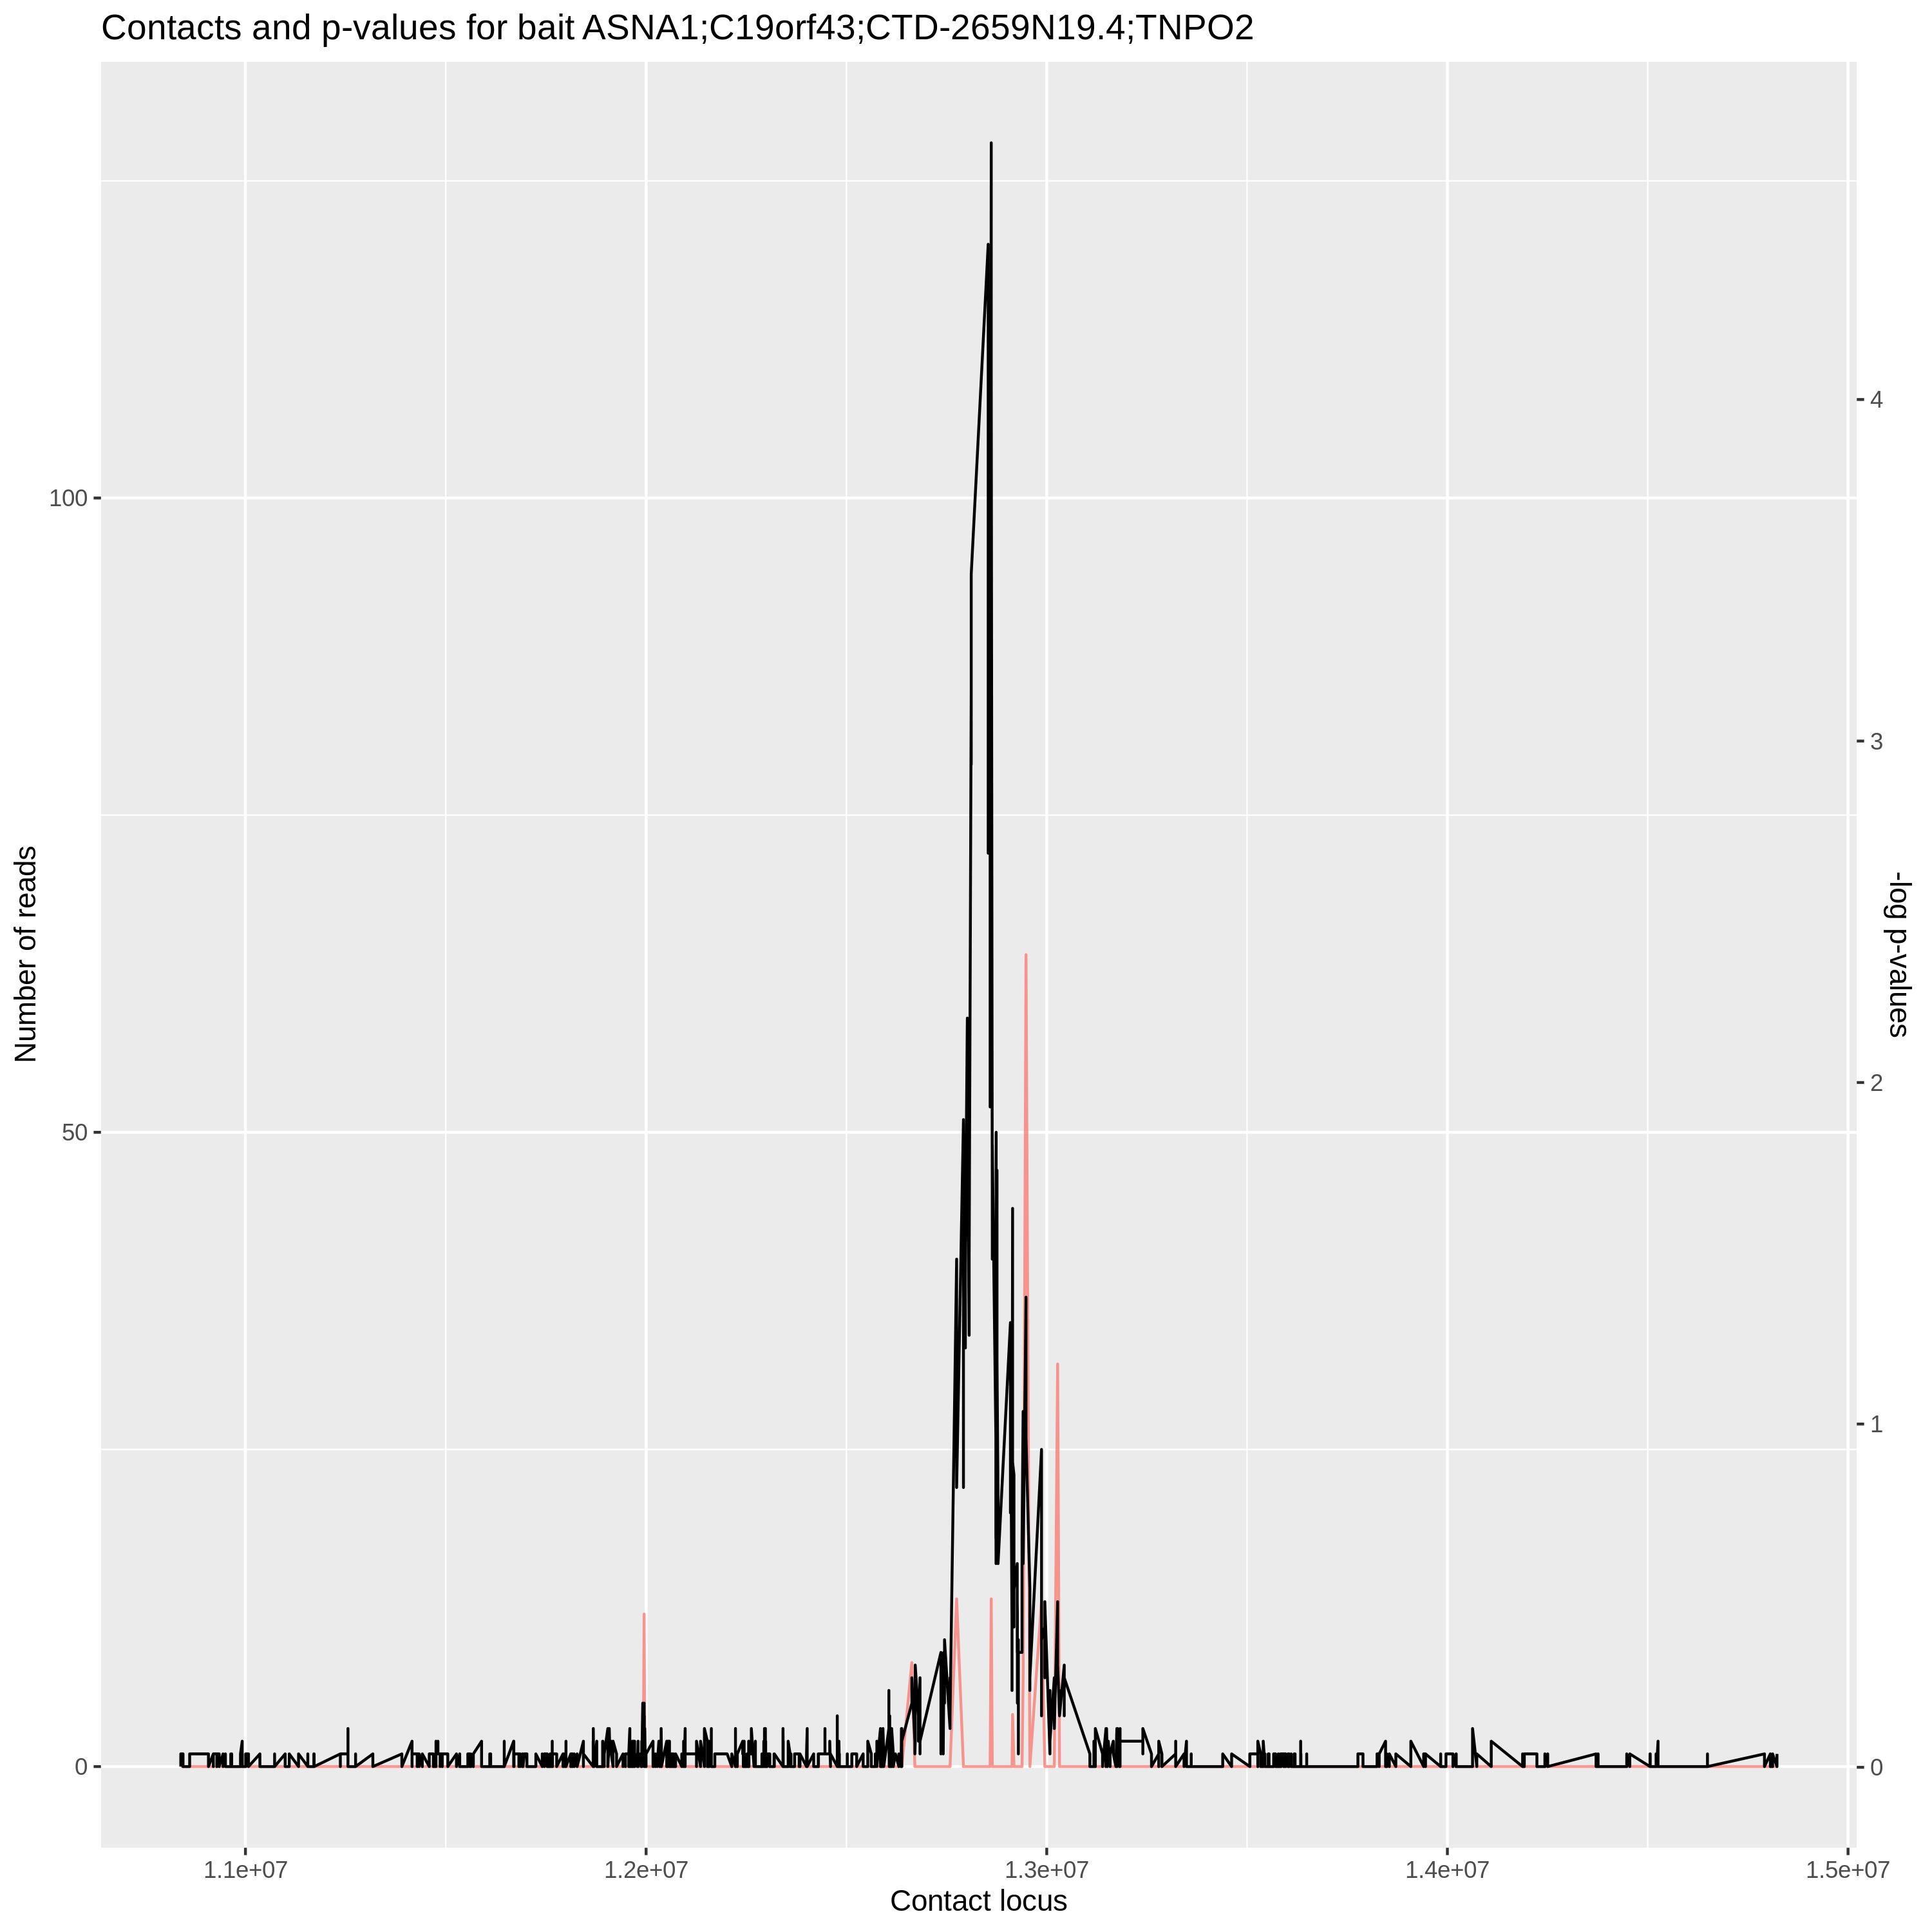 Contacts and p-values for bait ASNA1;C19orf43;CTD-2659N19.4;TNPO2
100
50
0
Number of reads
4
3
2
1
0
-log p-values
1.1e+07
1.2e+07
1.3e+07
1.4e+07
1.5e+07
Contact locus